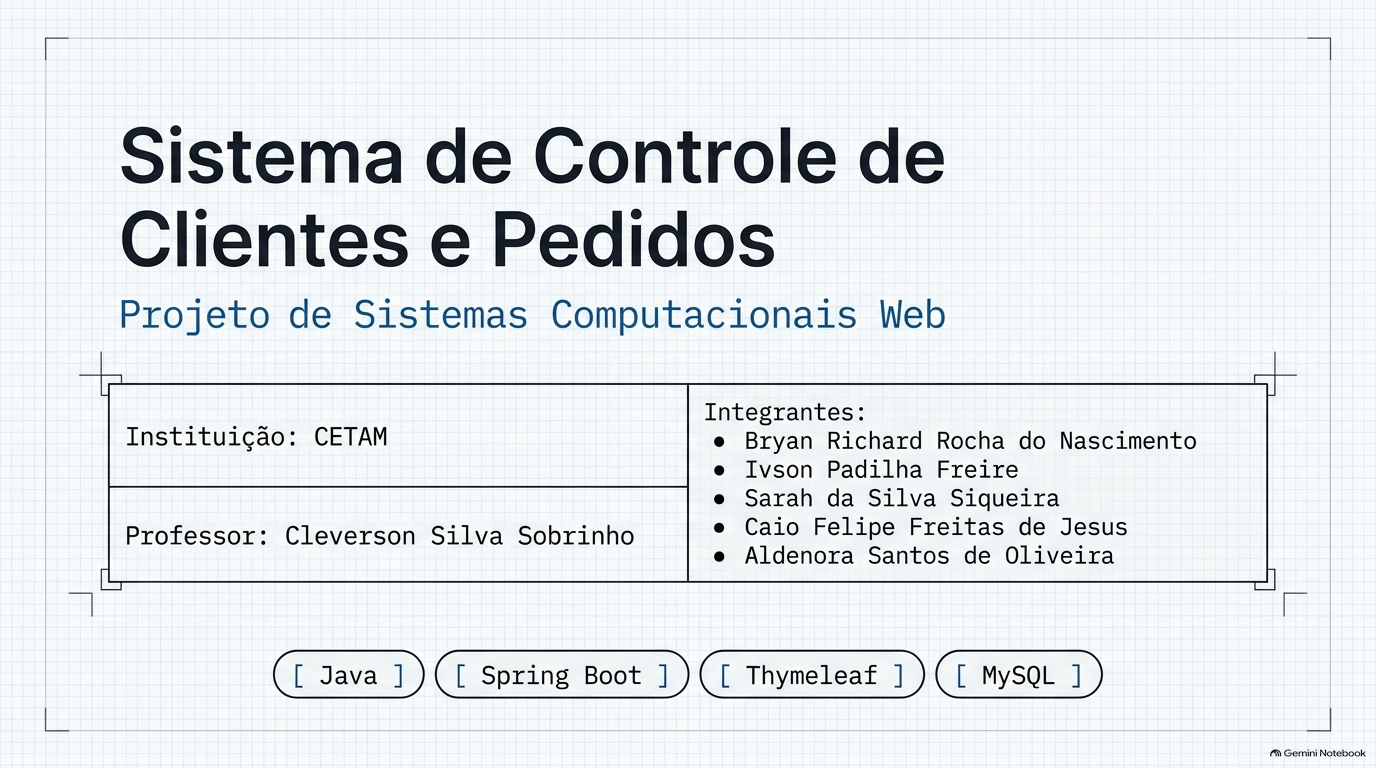 Sistema de Controle de
Clientes e Pedidos
Projeto de Sistemas Computacionais Web
Instituição: CETAM
Professor: Cleverson Silva Sobrinho
Integrantes:
● Bryan Richard Rocha do Nascimento
● Ivson Padilha Freire
● Sarah da Silva Siqueira
● Caio Felipe Freitas de Jesus
● Aldenora Santos de Oliveira
[ Java ] [ Spring Boot ] [ Thymeleaf ] [ MySQL ]
Gemini Notebook